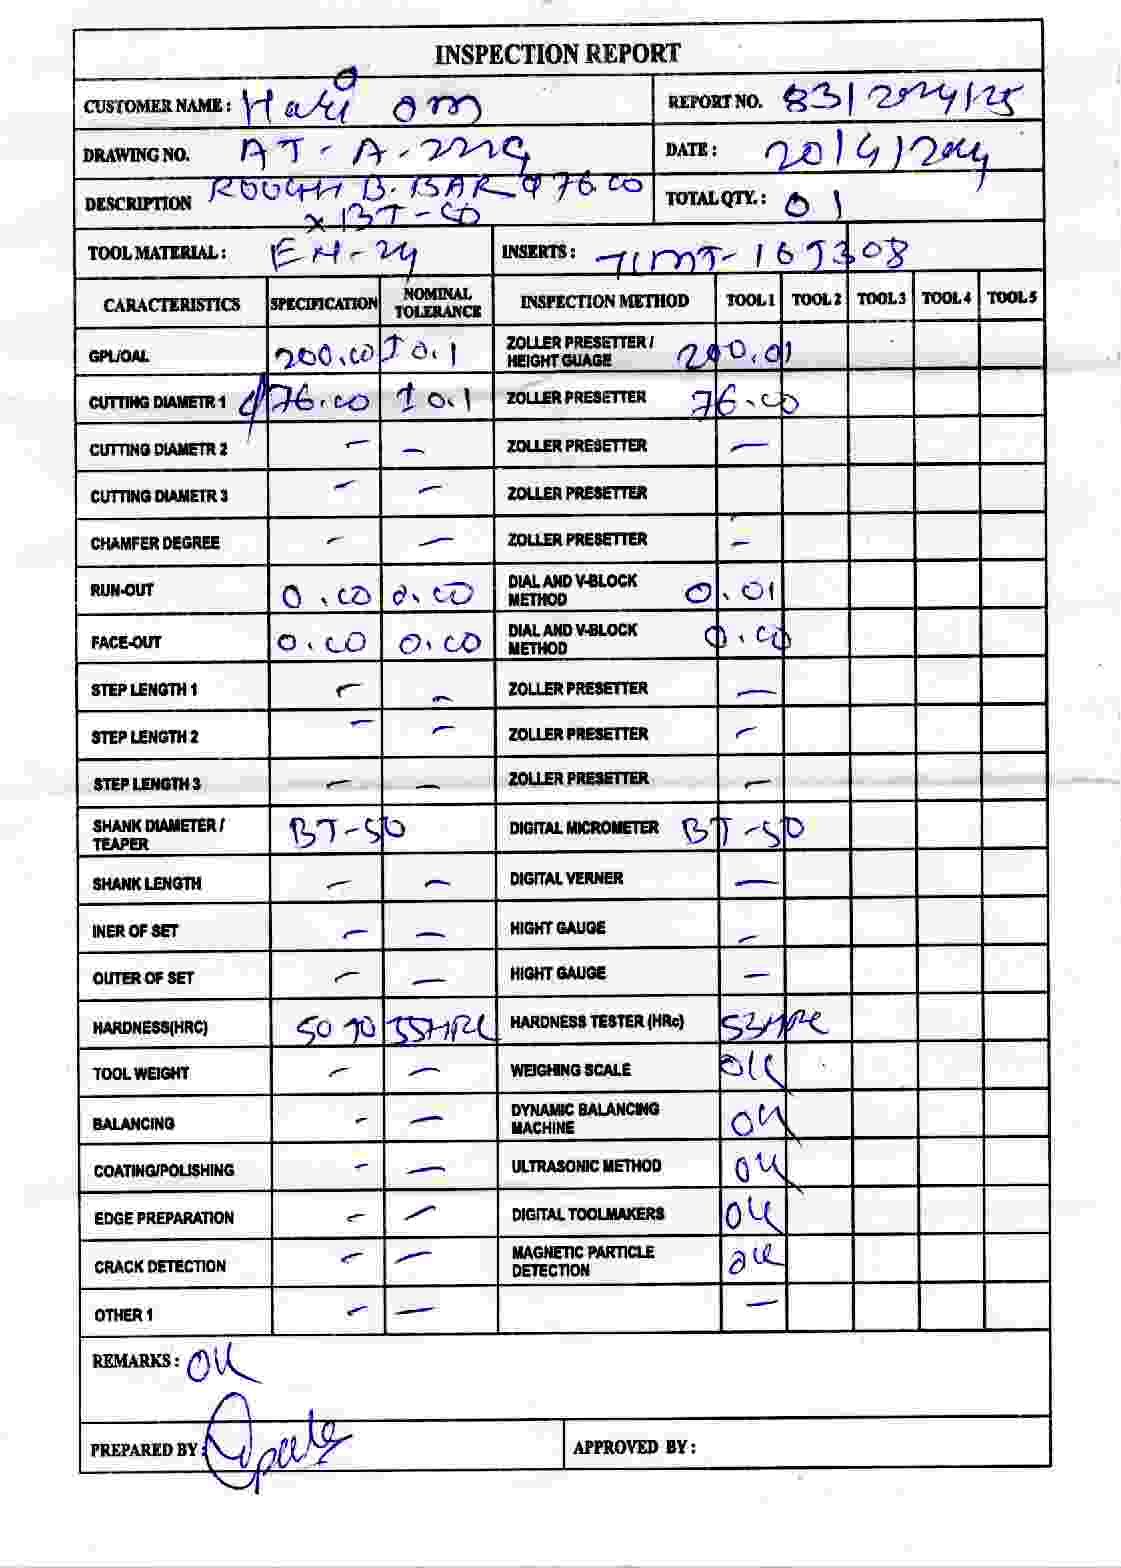 INSPECTION REPORT
CUSTOMER NAME : Hari om
REPORT NO. 83/2024/25
DRAWING NO. AT-A-2229
DATE : 20/4/2024
DESCRIPTION ROUGH B. BAR φ 76.00
x BT-50
TOTAL QTY. : 01
TOOL MATERIAL : EN-24 INSERTS : 16T308
CARACTERISTICS SPECIFICATION NOMINAL TOLERANCE INSPECTION METHOD TOOL 1 TOOL 2 TOOL 3 TOOL 4 TOOL 5
GPL/OAL 200.00 ± 0.1 ZOLLER PRESETTER / HEIGHT GUAGE 200.01
CUTTING DIAMETR 1 φ 76.00 ± 0.1 ZOLLER PRESETTER 76.00
CUTTING DIAMETR 2 - - ZOLLER PRESETTER -
CUTTING DIAMETR 3 - - ZOLLER PRESETTER
CHAMFER DEGREE - - ZOLLER PRESETTER -
RUN-OUT 0.00 0.00 DIAL AND V-BLOCK METHOD 0.01
FACE-OUT 0.00 0.00 DIAL AND V-BLOCK METHOD 0.00
STEP LENGTH 1 - - ZOLLER PRESETTER -
STEP LENGTH 2 - - ZOLLER PRESETTER -
STEP LENGTH 3 - - ZOLLER PRESETTER -
SHANK DIAMETER / TEAPER BT-50 DIGITAL MICROMETER BT-50
SHANK LENGTH - - DIGITAL VERNER -
INER OF SET - - HIGHT GAUGE -
OUTER OF SET - - HIGHT GAUGE -
HARDNESS(HRC) 50 TO 55HRC HARDNESS TESTER (HRc) 53HRC
TOOL WEIGHT - - WEIGHING SCALE OK
BALANCING - - DYNAMIC BALANCING MACHINE OK
COATING/POLISHING - - ULTRASONIC METHOD OK
EDGE PREPARATION - - DIGITAL TOOLMAKERS OK
CRACK DETECTION - - MAGNETIC PARTICLE DETECTION OK
OTHER 1 - - -
REMARKS : OK
PREPARED BY :
APPROVED BY :